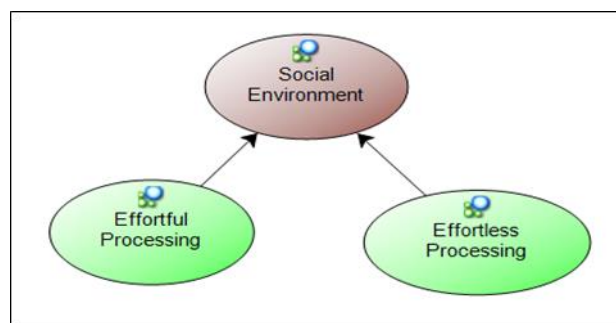 Social
Environment
Effortful
Processing
Effortless
Processing